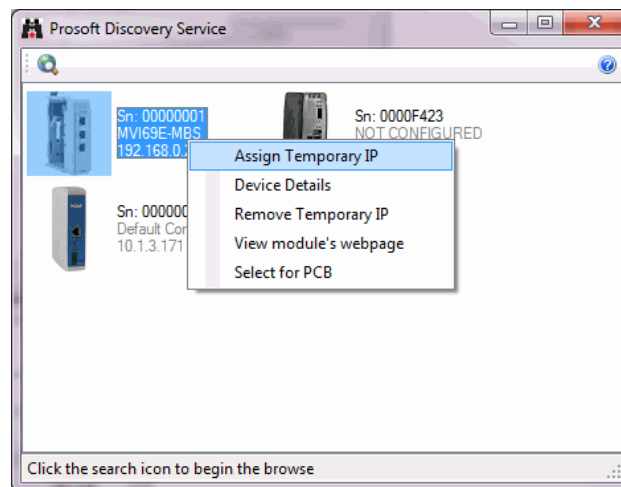 Prosoft Discovery Service
Sn: 00000001
MVI69E-MBS
192.168.0.
Sn: 0000F423
NOT CONFIGURED
Assign Temporary IP
Device Details
Remove Temporary IP
View module's webpage
Select for PCB
Sn: 000000
Default Con
10.1.3.171
Click the search icon to begin the browse